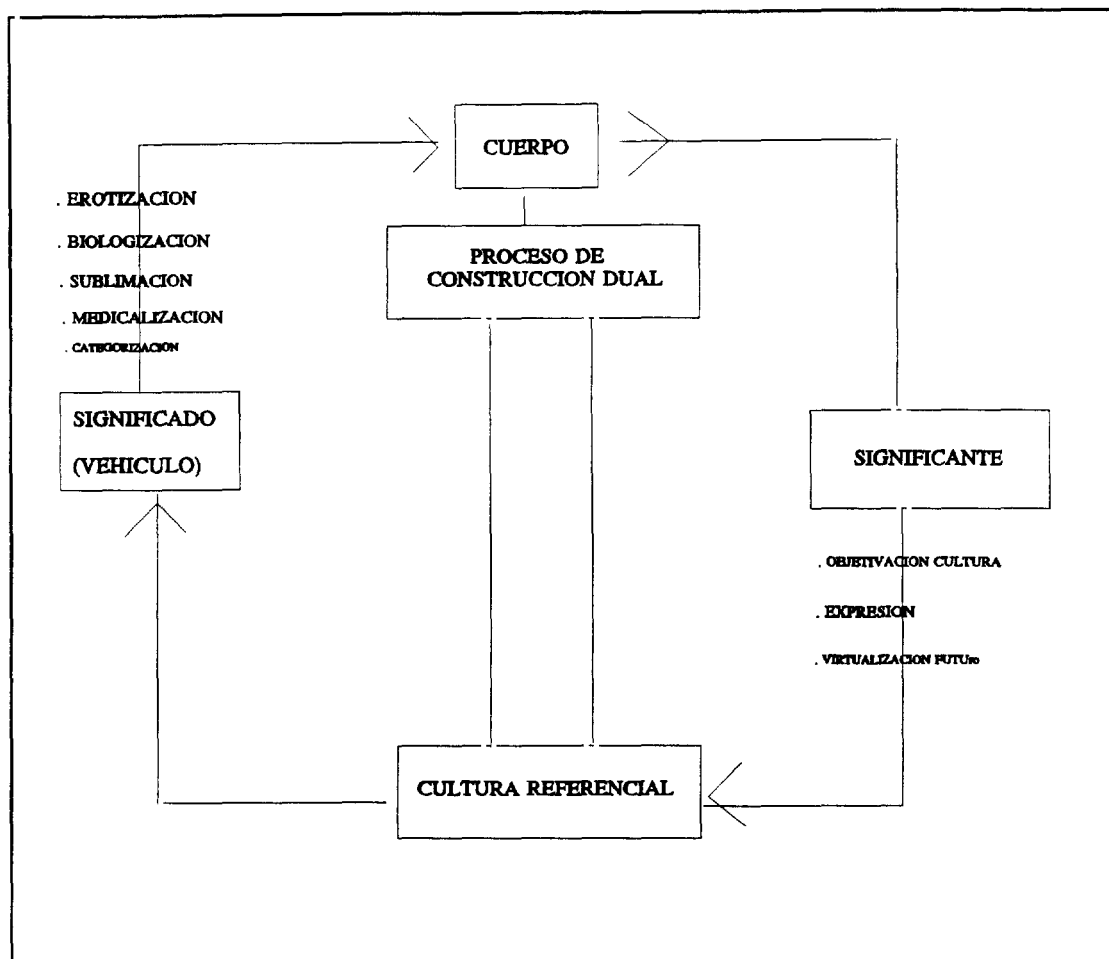 CUERPO
PROCESO DE
CONSTRUCCION DUAL
. EROTIZACION
. BIOLOGIZACION
. SUBLIMACION
. MEDICALIZACION
. CATEGORIZACIÓN
SIGNIFICADO
(VEHICULO)
SIGNIFICANTE
. OBJETIVACION CULTURA
. EXPRESION
. VIRTUALIZACION FUTUro
CULTURA REFERENCIAL